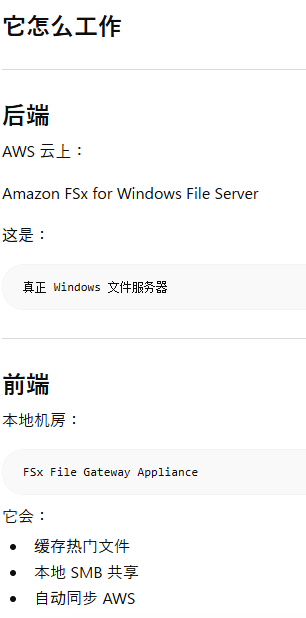 它怎么工作
后端
AWS 云上：
Amazon FSx for Windows File Server
这是：
真正 Windows 文件服务器
前端
本地机房：
FSx File Gateway Appliance
它会：
缓存热门文件
本地 SMB 共享
自动同步 AWS